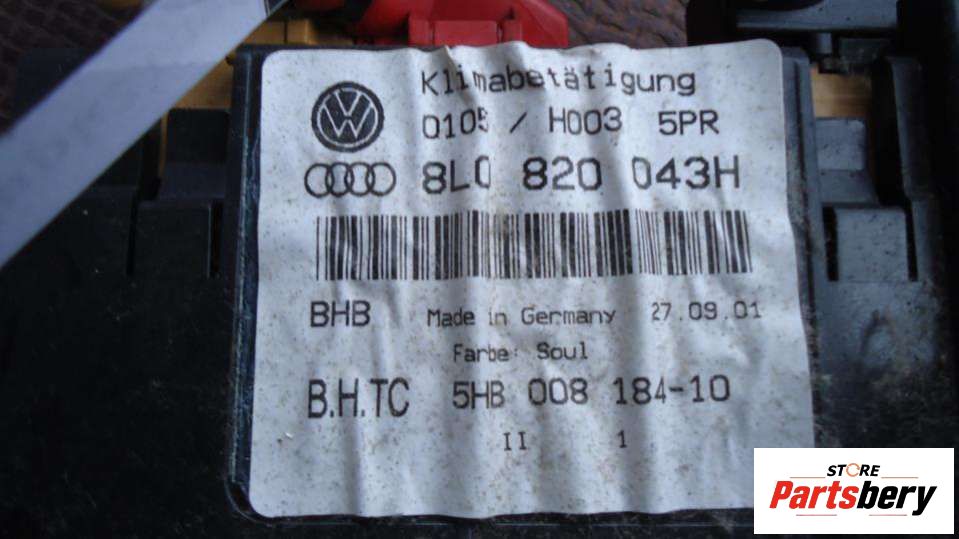 Klimabetätigung
0105 / H003 5PR
8L0 820 043H
BHB Made in Germany 27.09.01
Farbe: Soul
B.H.TC 5HB 008 184-10
II 1
STORE
Partsbery